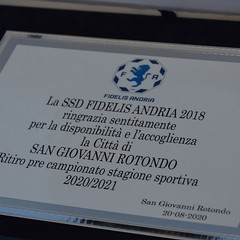 F A
FIDELIS ANDRIA
La SSD FIDELIS ANDRIA 2018
ringrazia sentitamente
per la disponibilità e l'accoglienza
la Città di
SAN GIOVANNI ROTONDO
Ritiro pre campionato stagione sportiva
2020/2021
San Giovanni Rotondo
20-08-2020